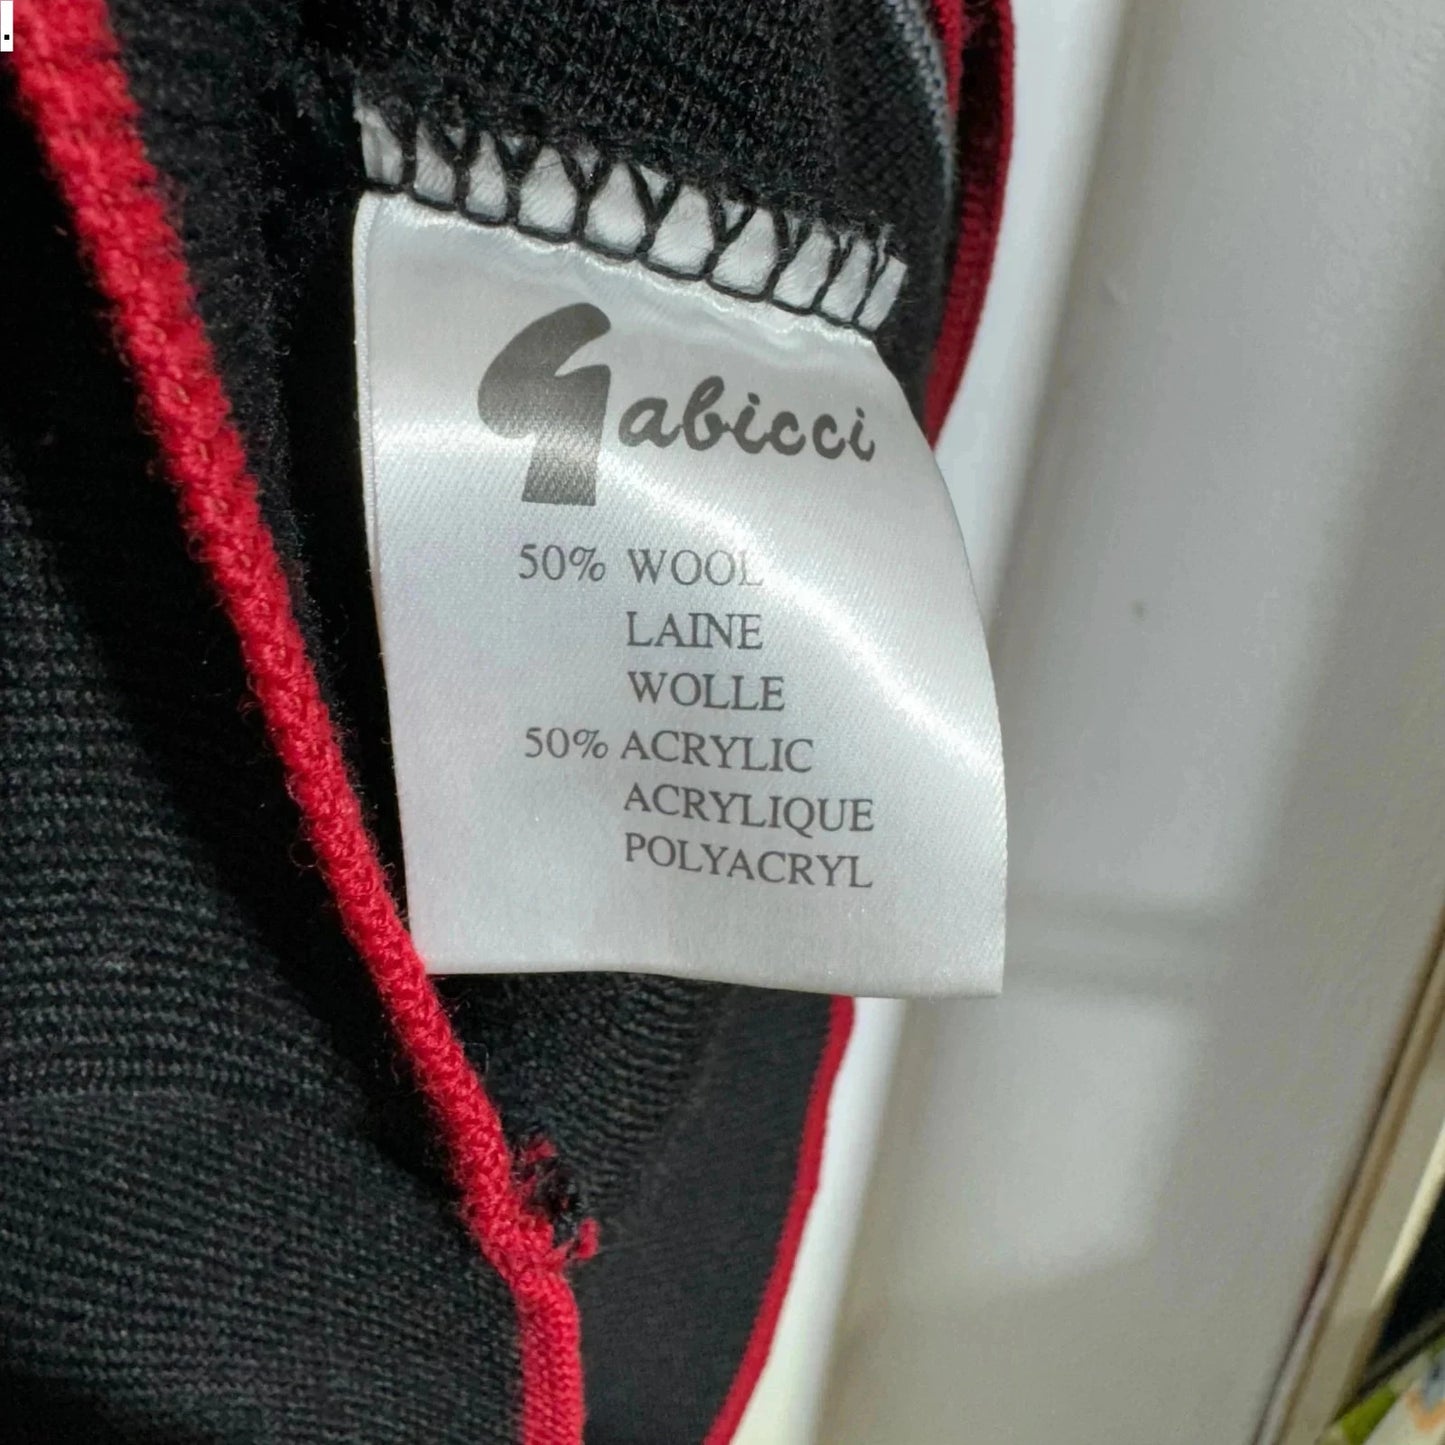 .
Gabicci
50% WOOL
LAINE
WOLLE
50% ACRYLIC
ACRYLIQUE
POLYACRYL